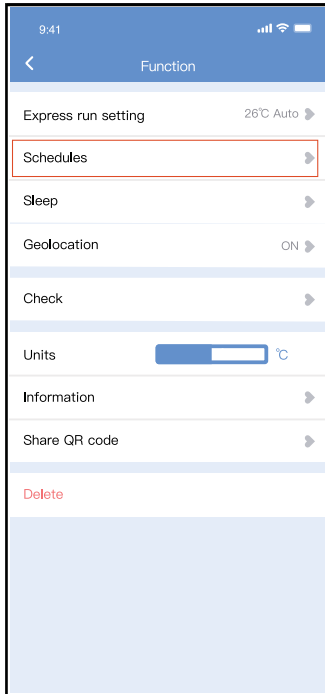 9:41
Function
Express run setting 26℃ Auto
Schedules
Sleep
Geolocation ON
Check
Units ℃
Information
Share QR code
Delete